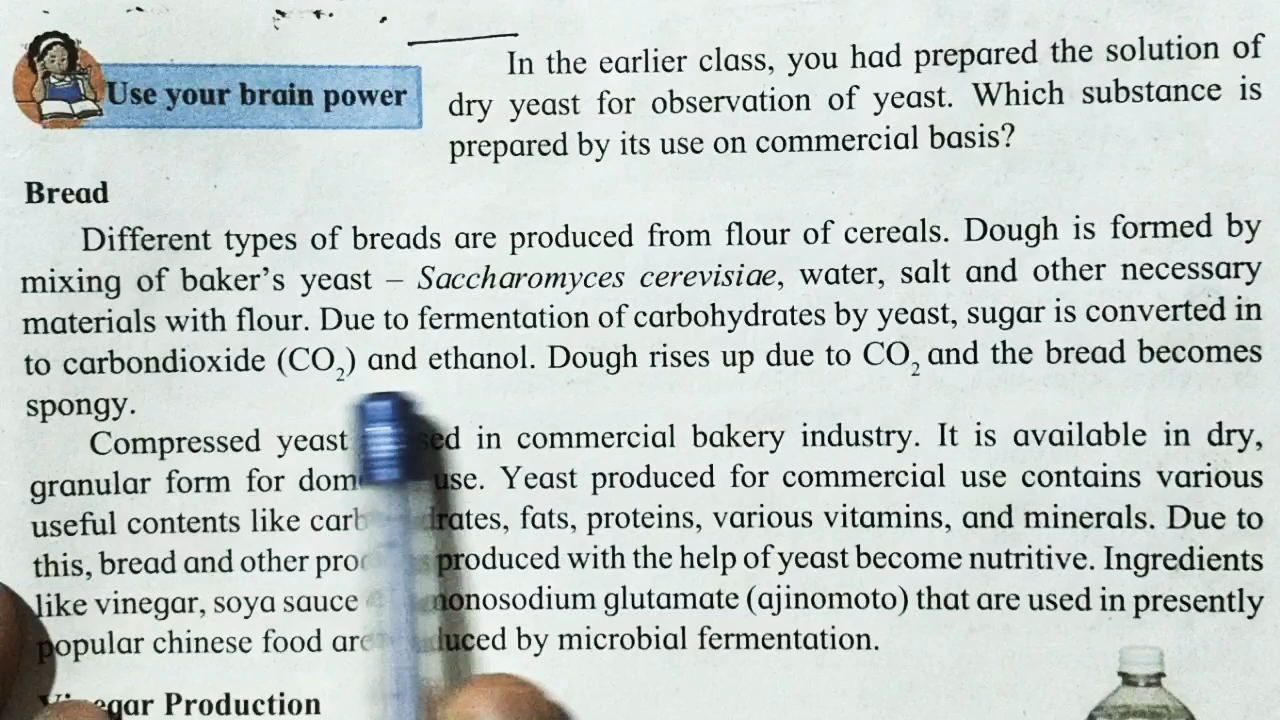 Use your brain power
In the earlier class, you had prepared the solution of
dry yeast for observation of yeast. Which substance is
prepared by its use on commercial basis?
Bread
Different types of breads are produced from flour of cereals. Dough is formed by
mixing of baker's yeast – Saccharomyces cerevisiae, water, salt and other necessary
materials with flour. Due to fermentation of carbohydrates by yeast, sugar is converted in
to carbondioxide (CO₂) and ethanol. Dough rises up due to CO₂ and the bread becomes
spongy.
Compressed yeast in commercial bakery industry. It is available in dry,
granular form for use. Yeast produced for commercial use contains various
useful contents like fats, proteins, various vitamins, and minerals. Due to
this, bread and other produced with the help of yeast become nutritive. Ingredients
like vinegar, soya sauce monosodium glutamate (ajinomoto) that are used in presently
popular chinese food are by microbial fermentation.
Production